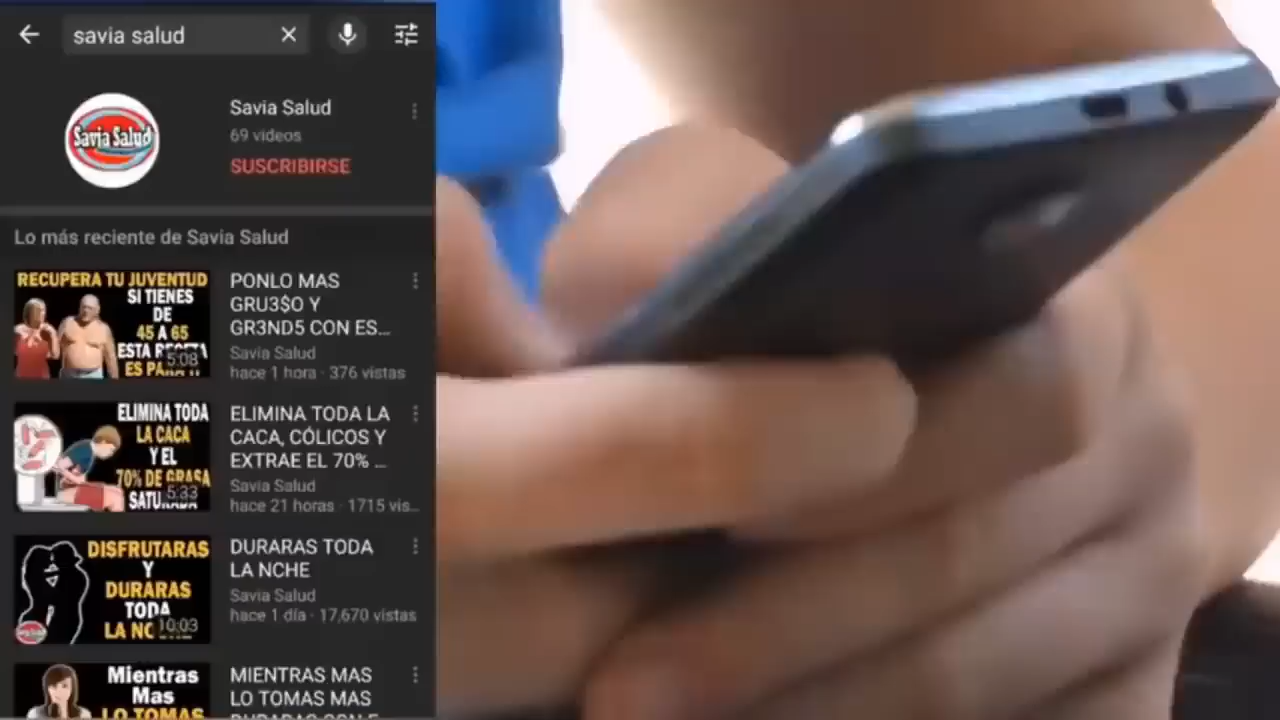 savia salud
Savia Salud
Savia Salud
69 videos
SUSCRIBIRSE
Lo más reciente de Savia Salud
RECUPERA TU JUVENTUD
SI TIENES
DE
45 A 65
ESTA
5:08
PONLO MAS
GRU3$O Y
GR3ND5 CON ES...
Savia Salud
hace 1 hora · 376 vistas
ELIMINA TODA
LA CACA
Y EL
70% DE GRASA
5:33
ELIMINA TODA LA
CACA, CÓLICOS Y
EXTRAE EL 70% ...
Savia Salud
hace 21 horas · 1715 vis...
DISFRUTARAS
Y
DURARAS
TODA
LA
10:03
DURARAS TODA
LA NCHE
Savia Salud
hace 1 día · 17,670 vistas
Mientras
Mas
LO TOMAS
MIENTRAS MAS
LO TOMAS MAS